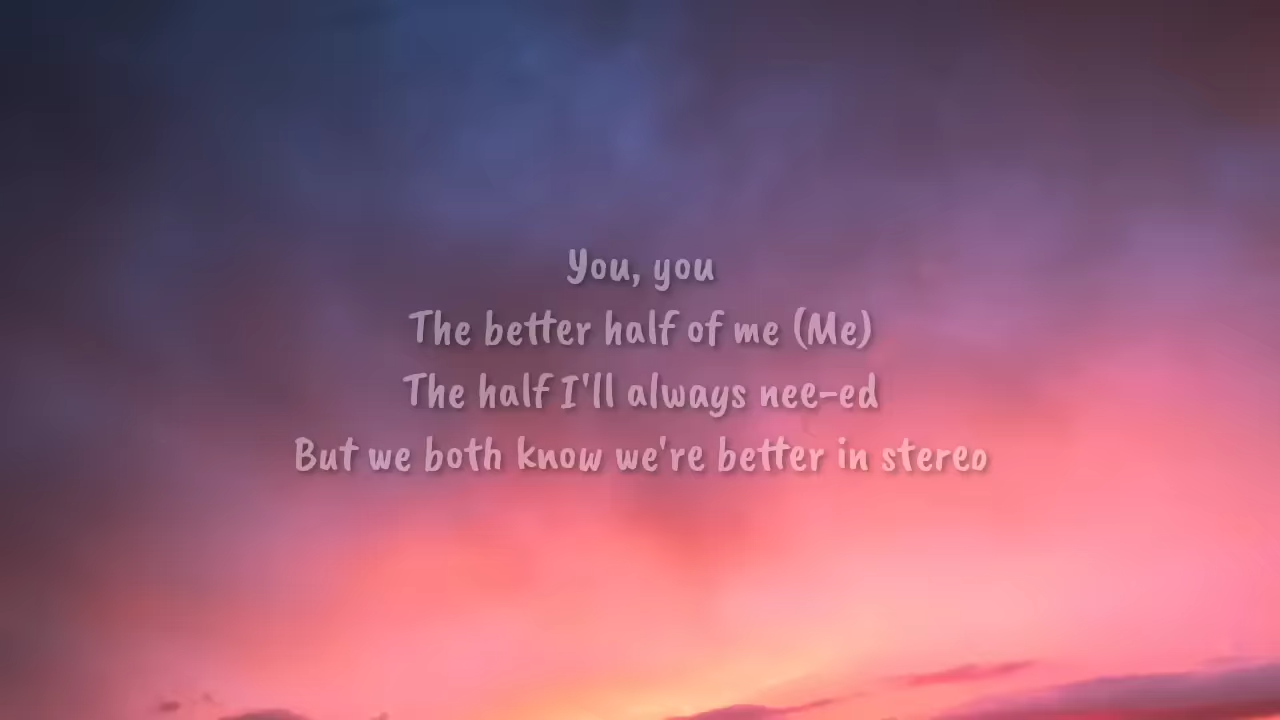 You, you
The better half of me (Me)
The half I'll always nee-ed
But we both know we're better in stereo